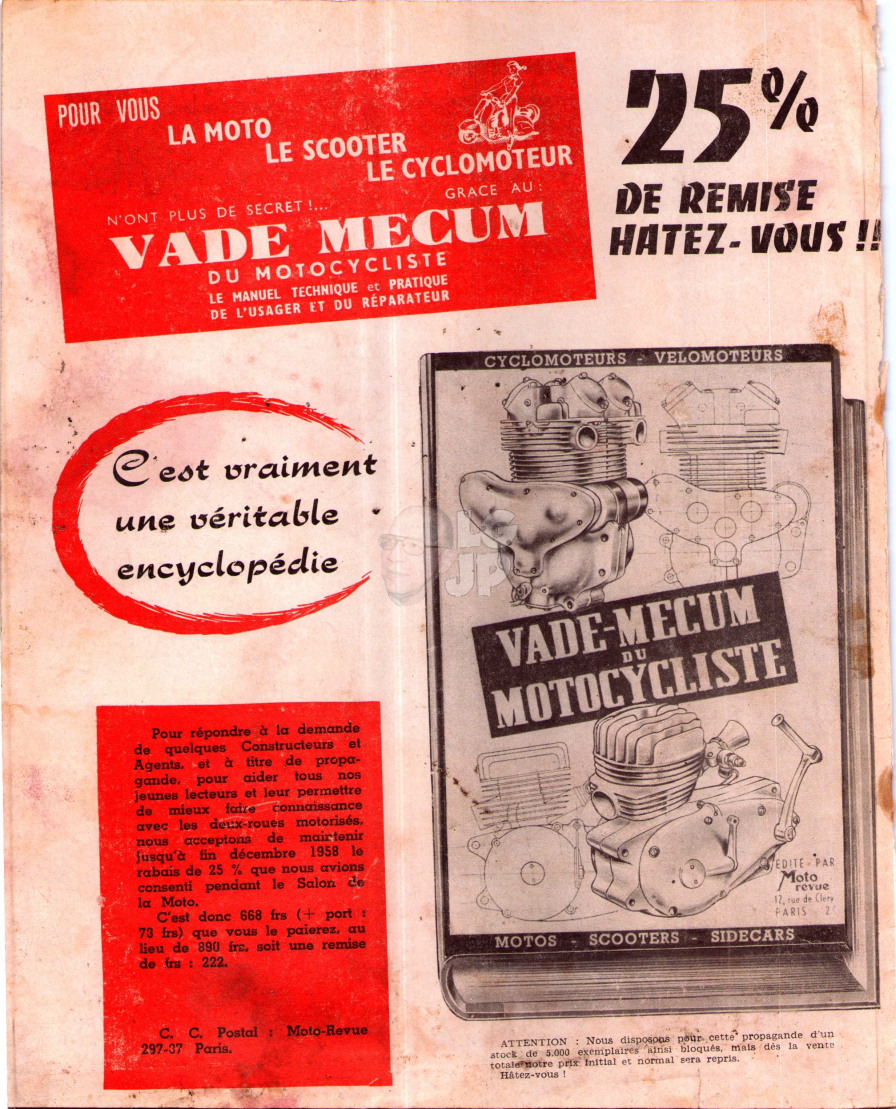 POUR VOUS
LA MOTO
LE SCOOTER
LE CYCLOMOTEUR
N'ONT PLUS DE SECRET !...
GRACE AU :
VADE MECUM
DU MOTOCYCLISTE
LE MANUEL TECHNIQUE et PRATIQUE
DE L'USAGER ET DU RÉPARATEUR
25%
DE REMISE
HATEZ-VOUS !!
C'est vraiment
une véritable
encyclopédie
CYCLOMOTEURS - VELOMOTEURS
VADE-MECUM
DU
MOTOCYCLISTE
EDITE - PAR
Moto
revue
12, rue de Cléry
PARIS 2
MOTOS - SCOOTERS - SIDECARS
LG
JP
Pour répondre à la demande
de quelques Constructeurs et
Agents, et à titre de propa-
gande, pour aider tous nos
jeunes lecteurs et leur permettre
de mieux faire connaissance
avec les deux-roues motorisés,
nous acceptons de maintenir
jusqu'à fin décembre 1958 le
rabais de 25 % que nous avions
consenti pendant le Salon de
la Moto.
C'est donc 668 frs (+ port :
73 frs) que vous le paierez, au
lieu de 890 frs, soit une remise
de frs : 222.
C. C. Postal : Moto-Revue
297-37 Paris.
ATTENTION : Nous disposons pour cette propagande d'un
stock de 5.000 exemplaires ainsi bloqués, mais dès la vente
totale notre prix initial et normal sera repris.
Hâtez-vous !